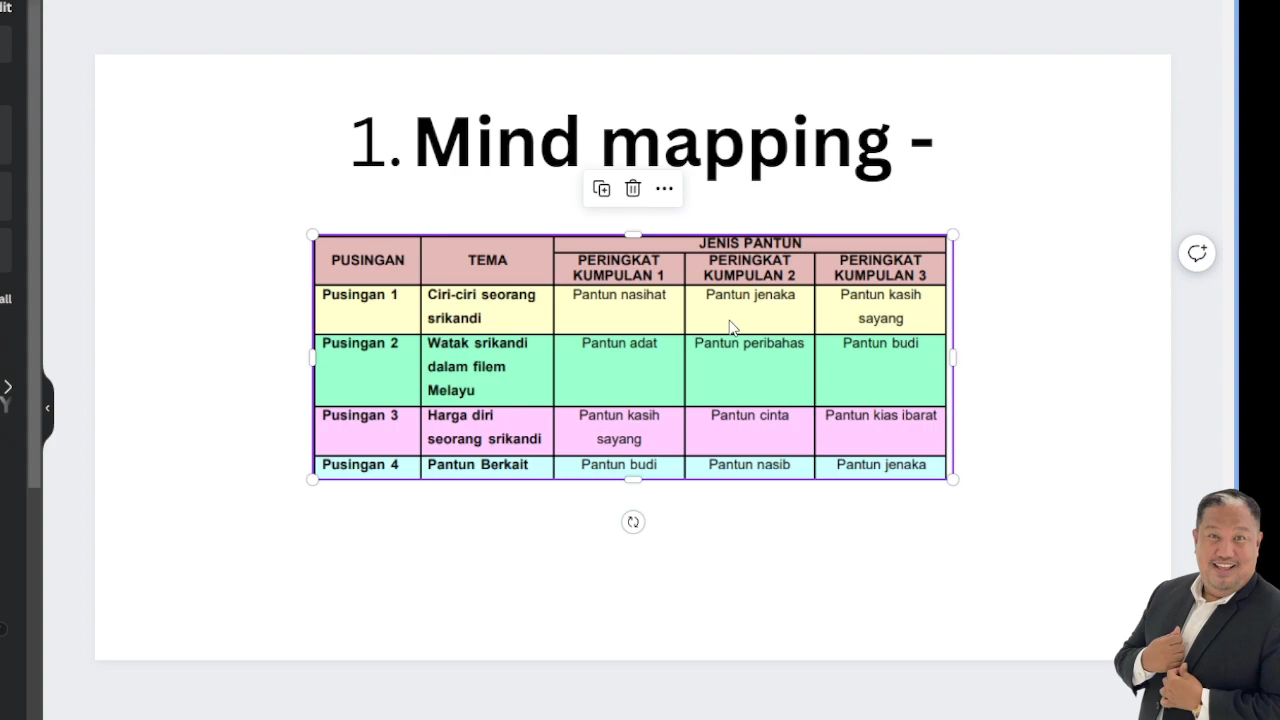 dit
all
Y
1. Mind mapping -
JENIS PANTUN
PUSINGAN TEMA PERINGKAT KUMPULAN 1 PERINGKAT KUMPULAN 2 PERINGKAT KUMPULAN 3
Pusingan 1 Ciri-ciri seorang srikandi Pantun nasihat Pantun jenaka Pantun kasih sayang
Pusingan 2 Watak srikandi dalam filem Melayu Pantun adat Pantun peribahas Pantun budi
Pusingan 3 Harga diri seorang srikandi Pantun kasih sayang Pantun cinta Pantun kias ibarat
Pusingan 4 Pantun Berkait Pantun budi Pantun nasib Pantun jenaka